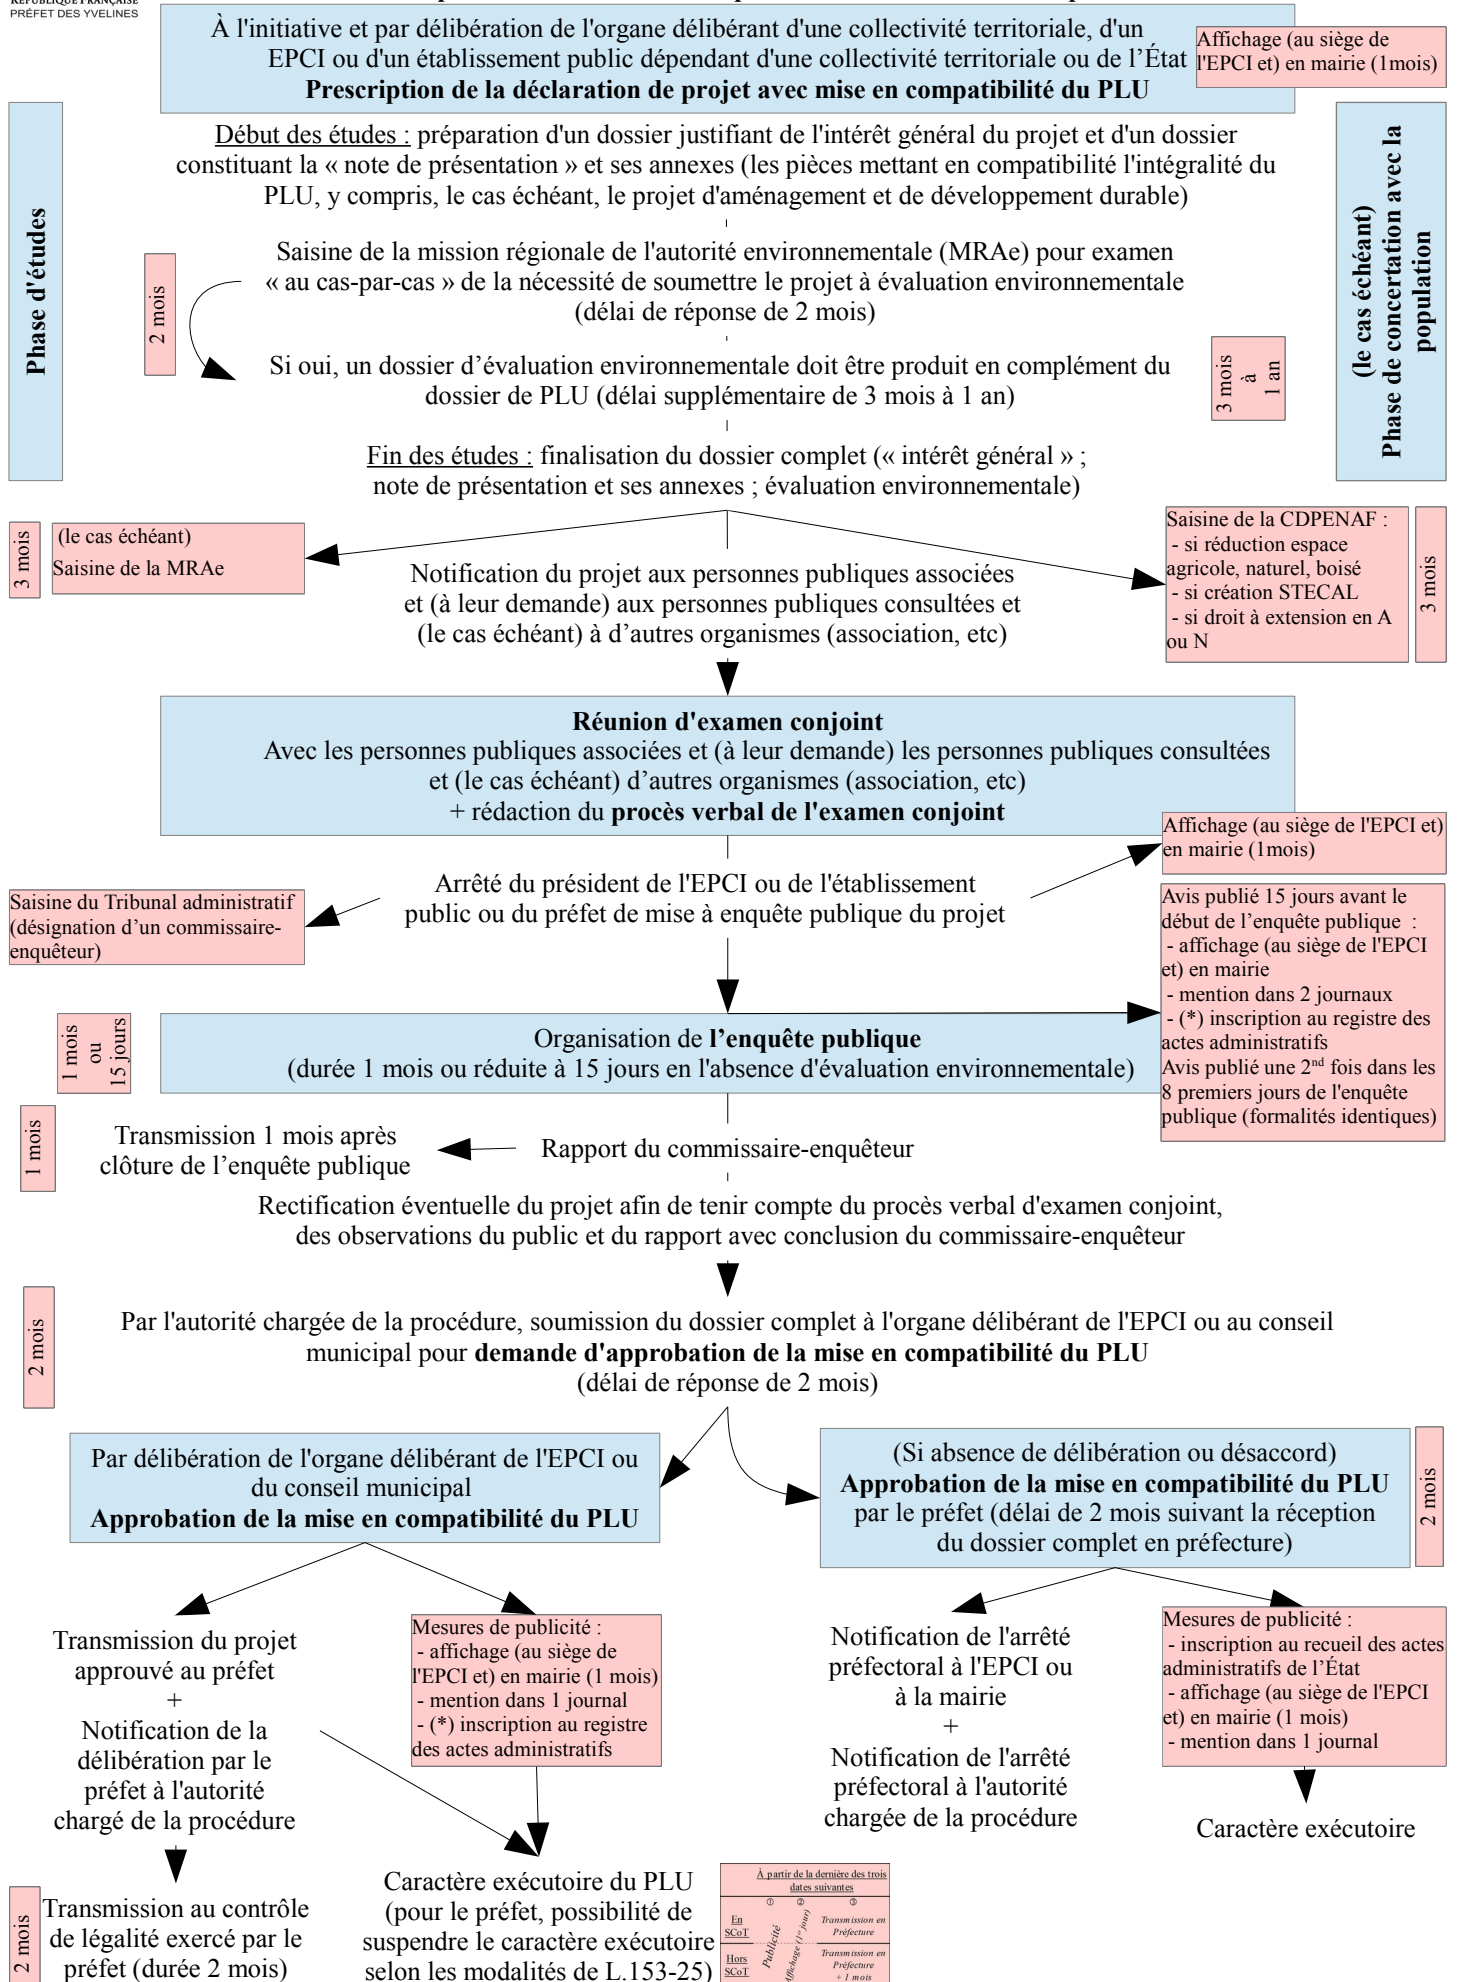 RÉPUBLIQUE FRANÇAISE
PRÉFET DES YVELINES
À l'initiative et par délibération de l'organe délibérant d'une collectivité territoriale, d'un
EPCI ou d'un établissement public dépendant d'une collectivité territoriale ou de l'État
Prescription de la déclaration de projet avec mise en compatibilité du PLU
Affichage (au siège de
l'EPCI et) en mairie (1mois)
Phase d'études
(le cas échéant)
Phase de concertation avec la
population
Début des études : préparation d'un dossier justifiant de l'intérêt général du projet et d'un dossier
constituant la « note de présentation » et ses annexes (les pièces mettant en compatibilité l'intégralité du
PLU, y compris, le cas échéant, le projet d'aménagement et de développement durable)
Saisine de la mission régionale de l'autorité environnementale (MRAe) pour examen
« au cas-par-cas » de la nécessité de soumettre le projet à évaluation environnementale
(délai de réponse de 2 mois)
2 mois
Si oui, un dossier d'évaluation environnementale doit être produit en complément du
dossier de PLU (délai supplémentaire de 3 mois à 1 an)
3 mois
à
1 an
Fin des études : finalisation du dossier complet (« intérêt général » ;
note de présentation et ses annexes ; évaluation environnementale)
3 mois
(le cas échéant)
Saisine de la MRAe
Notification du projet aux personnes publiques associées
et (à leur demande) aux personnes publiques consultées et
(le cas échéant) à d'autres organismes (association, etc)
Saisine de la CDPENAF :
- si réduction espace
agricole, naturel, boisé
- si création STECAL
- si droit à extension en A
ou N
3 mois
Réunion d'examen conjoint
Avec les personnes publiques associées et (à leur demande) les personnes publiques consultées
et (le cas échéant) d'autres organismes (association, etc)
+ rédaction du procès verbal de l'examen conjoint
Affichage (au siège de l'EPCI et)
en mairie (1mois)
Arrêté du président de l'EPCI ou de l'établissement
public ou du préfet de mise à enquête publique du projet
Saisine du Tribunal administratif
(désignation d'un commissaire-
enquêteur)
Avis publié 15 jours avant le
début de l'enquête publique :
- affichage (au siège de l'EPCI
et) en mairie
- mention dans 2 journaux
- (*) inscription au registre des
actes administratifs
Avis publié une 2nd fois dans les
8 premiers jours de l'enquête
publique (formalités identiques)
1 mois
ou
15 jours
Organisation de l'enquête publique
(durée 1 mois ou réduite à 15 jours en l'absence d'évaluation environnementale)
1 mois
Transmission 1 mois après
clôture de l'enquête publique
Rapport du commissaire-enquêteur
Rectification éventuelle du projet afin de tenir compte du procès verbal d'examen conjoint,
des observations du public et du rapport avec conclusion du commissaire-enquêteur
2 mois
Par l'autorité chargée de la procédure, soumission du dossier complet à l'organe délibérant de l'EPCI ou au conseil
municipal pour demande d'approbation de la mise en compatibilité du PLU
(délai de réponse de 2 mois)
Par délibération de l'organe délibérant de l'EPCI ou
du conseil municipal
Approbation de la mise en compatibilité du PLU
(Si absence de délibération ou désaccord)
Approbation de la mise en compatibilité du PLU
par le préfet (délai de 2 mois suivant la réception
du dossier complet en préfecture)
2 mois
Transmission du projet
approuvé au préfet
+
Notification de la
délibération par le
préfet à l'autorité
chargé de la procédure
Mesures de publicité :
- affichage (au siège de
l'EPCI et) en mairie (1 mois)
- mention dans 1 journal
- (*) inscription au registre
des actes administratifs
Notification de l'arrêté
préfectoral à l'EPCI ou
à la mairie
+
Notification de l'arrêté
préfectoral à l'autorité
chargée de la procédure
Mesures de publicité :
- inscription au recueil des actes
administratifs de l'État
- affichage (au siège de l'EPCI
et) en mairie (1 mois)
- mention dans 1 journal
Caractère exécutoire
2 mois
Transmission au contrôle
de légalité exercé par le
préfet (durée 2 mois)
Caractère exécutoire du PLU
(pour le préfet, possibilité de
suspendre le caractère exécutoire
selon les modalités de L.153-25)
À partir de la dernière des trois
dates suivantes
① ② ③
En
SCoT
Publicité
Affichage (1er jour)
Transmission en
Préfecture
Hors
SCoT
Transmission en
Préfecture
+ 1 mois